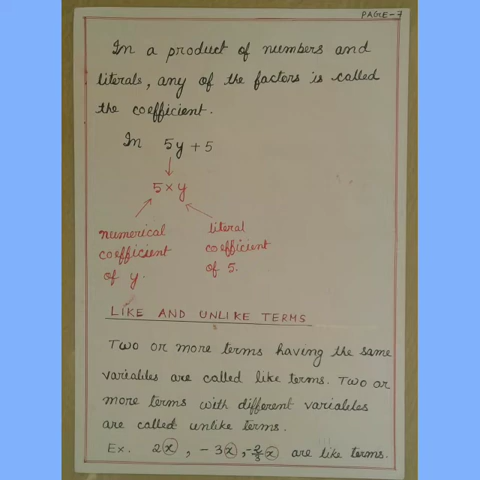 PAGE-7
In a product of numbers and
literals, any of the factors is called
the coefficient.
In 5y + 5
5 × y
numerical
coefficient
of y.
literal
coefficient
of 5.
LIKE AND UNLIKE TERMS
Two or more terms having the same
variables are called like terms. Two or
more terms with different variables
are called unlike terms.
Ex. 2x, -3x, -2/3x are like terms.